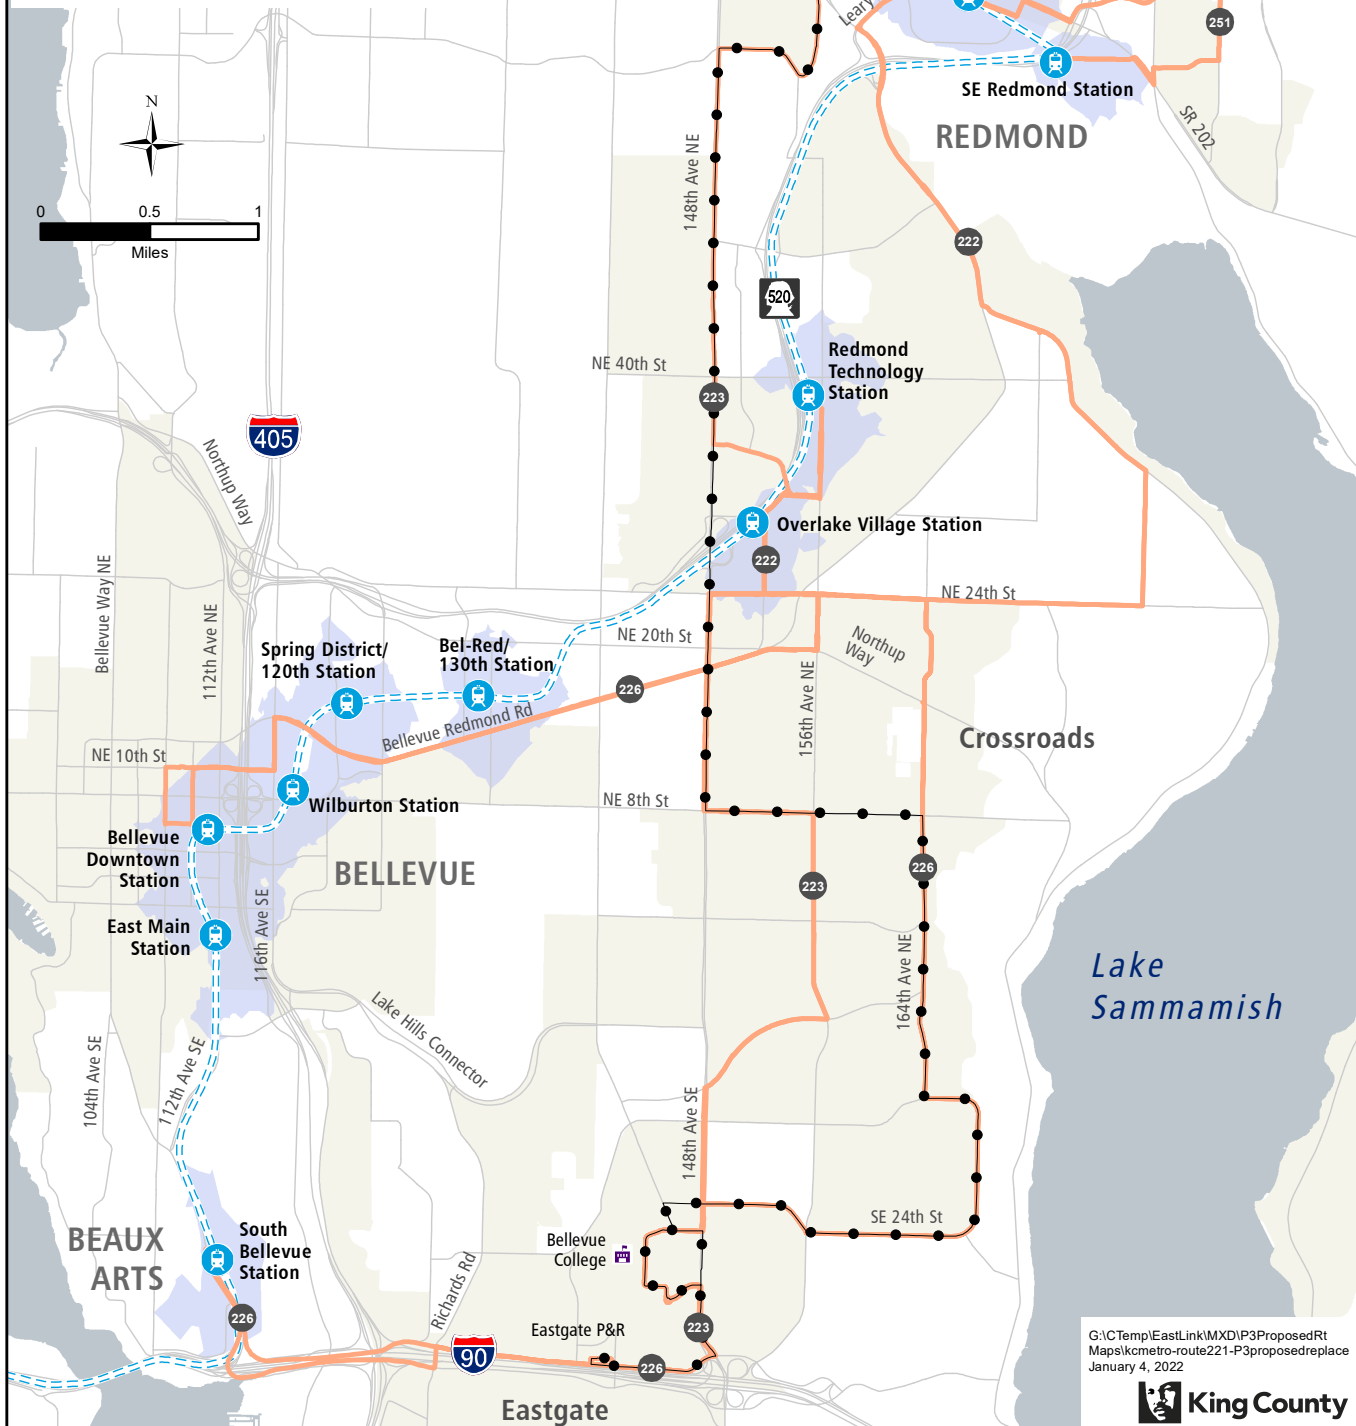 Leary
251
SE Redmond Station
REDMOND
SR 202
N
0 0.5 1
Miles
148th Ave NE
222
520
Redmond
Technology
Station
NE 40th St
223
405
Northup Way
Overlake Village Station
222
Bellevue Way NE
112th Ave NE
NE 24th St
NE 20th St
Northup
Way
Spring District/
120th Station
Bel-Red/
130th Station
226
156th Ave NE
Bellevue Redmond Rd
Crossroads
NE 10th St
Wilburton Station
NE 8th St
Bellevue
Downtown
Station
BELLEVUE
226
223
East Main
Station
116th Ave SE
164th Ave NE
Lake
Sammamish
Lake Hills Connector
104th Ave SE
112th Ave SE
148th Ave SE
SE 24th St
BEAUX
ARTS
South
Bellevue
Station
Bellevue
College
Richards Rd
226
Eastgate P&R
223
90
226
Eastgate
G:\CTemp\EastLink\MXD\P3ProposedRt
Maps\kcmetro-route221-P3proposedreplace
January 4, 2022
King County